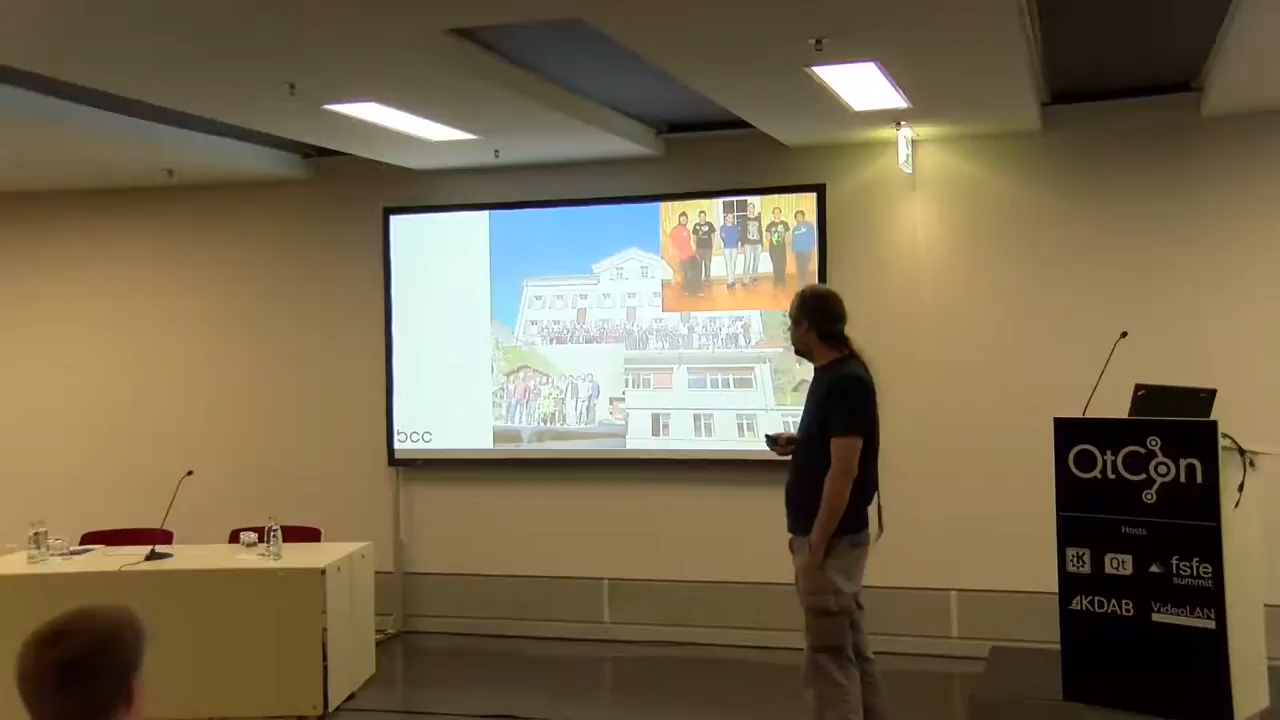 bcc
QtCon
Hosts
Qt
fsfe
summit
KDAB
VideoLAN